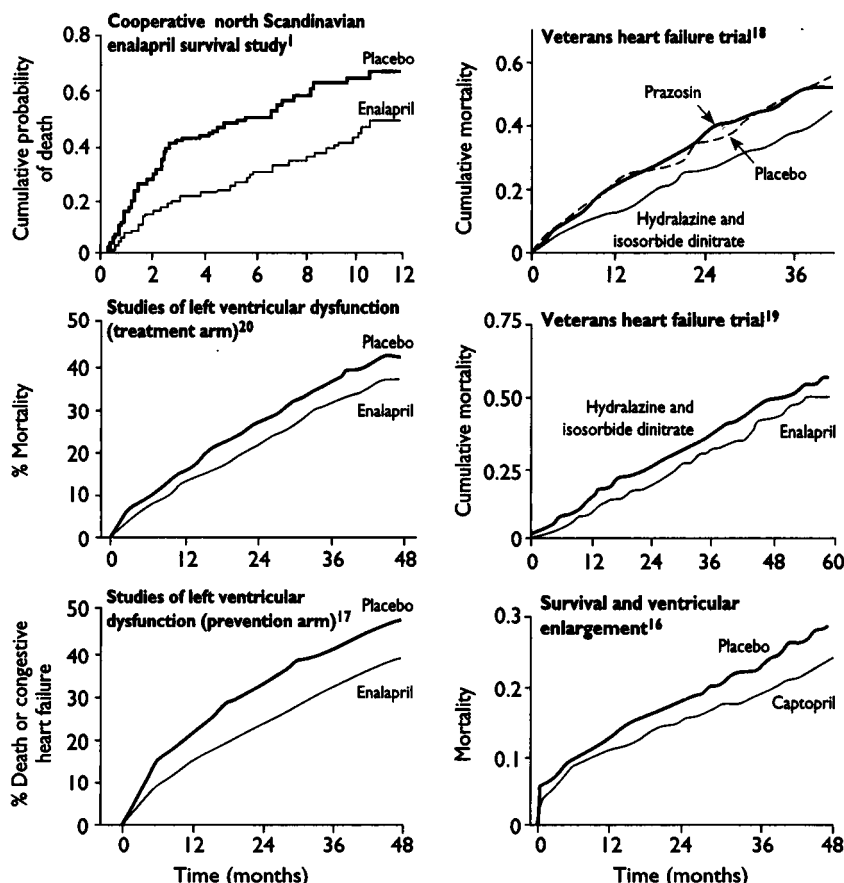 Cooperative north Scandinavian
enalapril survival study1
Cumulative probability
of death
0.8
0.6
0.4
0.2
0
Placebo
Enalapril
0
2
4
6
8
10
12
Veterans heart failure trial18
Cumulative mortality
0.6
0.4
0.2
0
Prazosin
Placebo
Hydralazine and
isosorbide dinitrate
0
12
24
36
Studies of left ventricular dysfunction
(treatment arm)20
% Mortality
50
40
30
20
10
0
Placebo
Enalapril
0
12
24
36
48
Veterans heart failure trial19
Cumulative mortality
0.75
0.50
0.25
0
Hydralazine and
isosorbide dinitrate
Enalapril
0
12
24
36
48
60
Studies of left ventricular
dysfunction (prevention arm)17
% Death or congestive
heart failure
50
40
30
20
10
0
Placebo
Enalapril
0
12
24
36
48
Time (months)
Survival and ventricular
enlargement16
Mortality
0.3
0.2
0.1
0
Placebo
Captopril
0
12
24
36
48
Time (months)